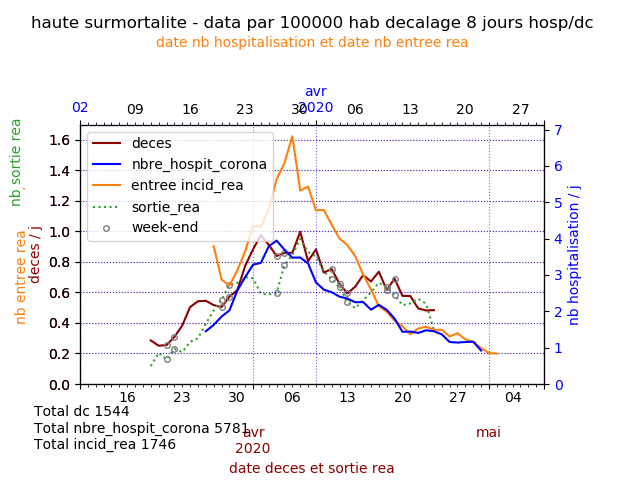 haute surmortalite - data par 100000 hab decalage 8 jours hosp/dc
date nb hospitalisation et date nb entree rea
avr
02 09 16 23 30 2020 06 13 20 27
nb sortie rea
nb entree rea
deces / j
1.6
1.4
1.2
1.0
0.8
0.6
0.4
0.2
0.0
deces
nbre_hospit_corona
entree incid_rea
sortie_rea
week-end
7
6
5
4
3
2
1
0
nb hospitalisation / j
16 23 30 06 13 20 27 04
Total dc 1544
Total nbre_hospit_corona 5781
Total incid_rea 1746
avr
2020
mai
date deces et sortie rea